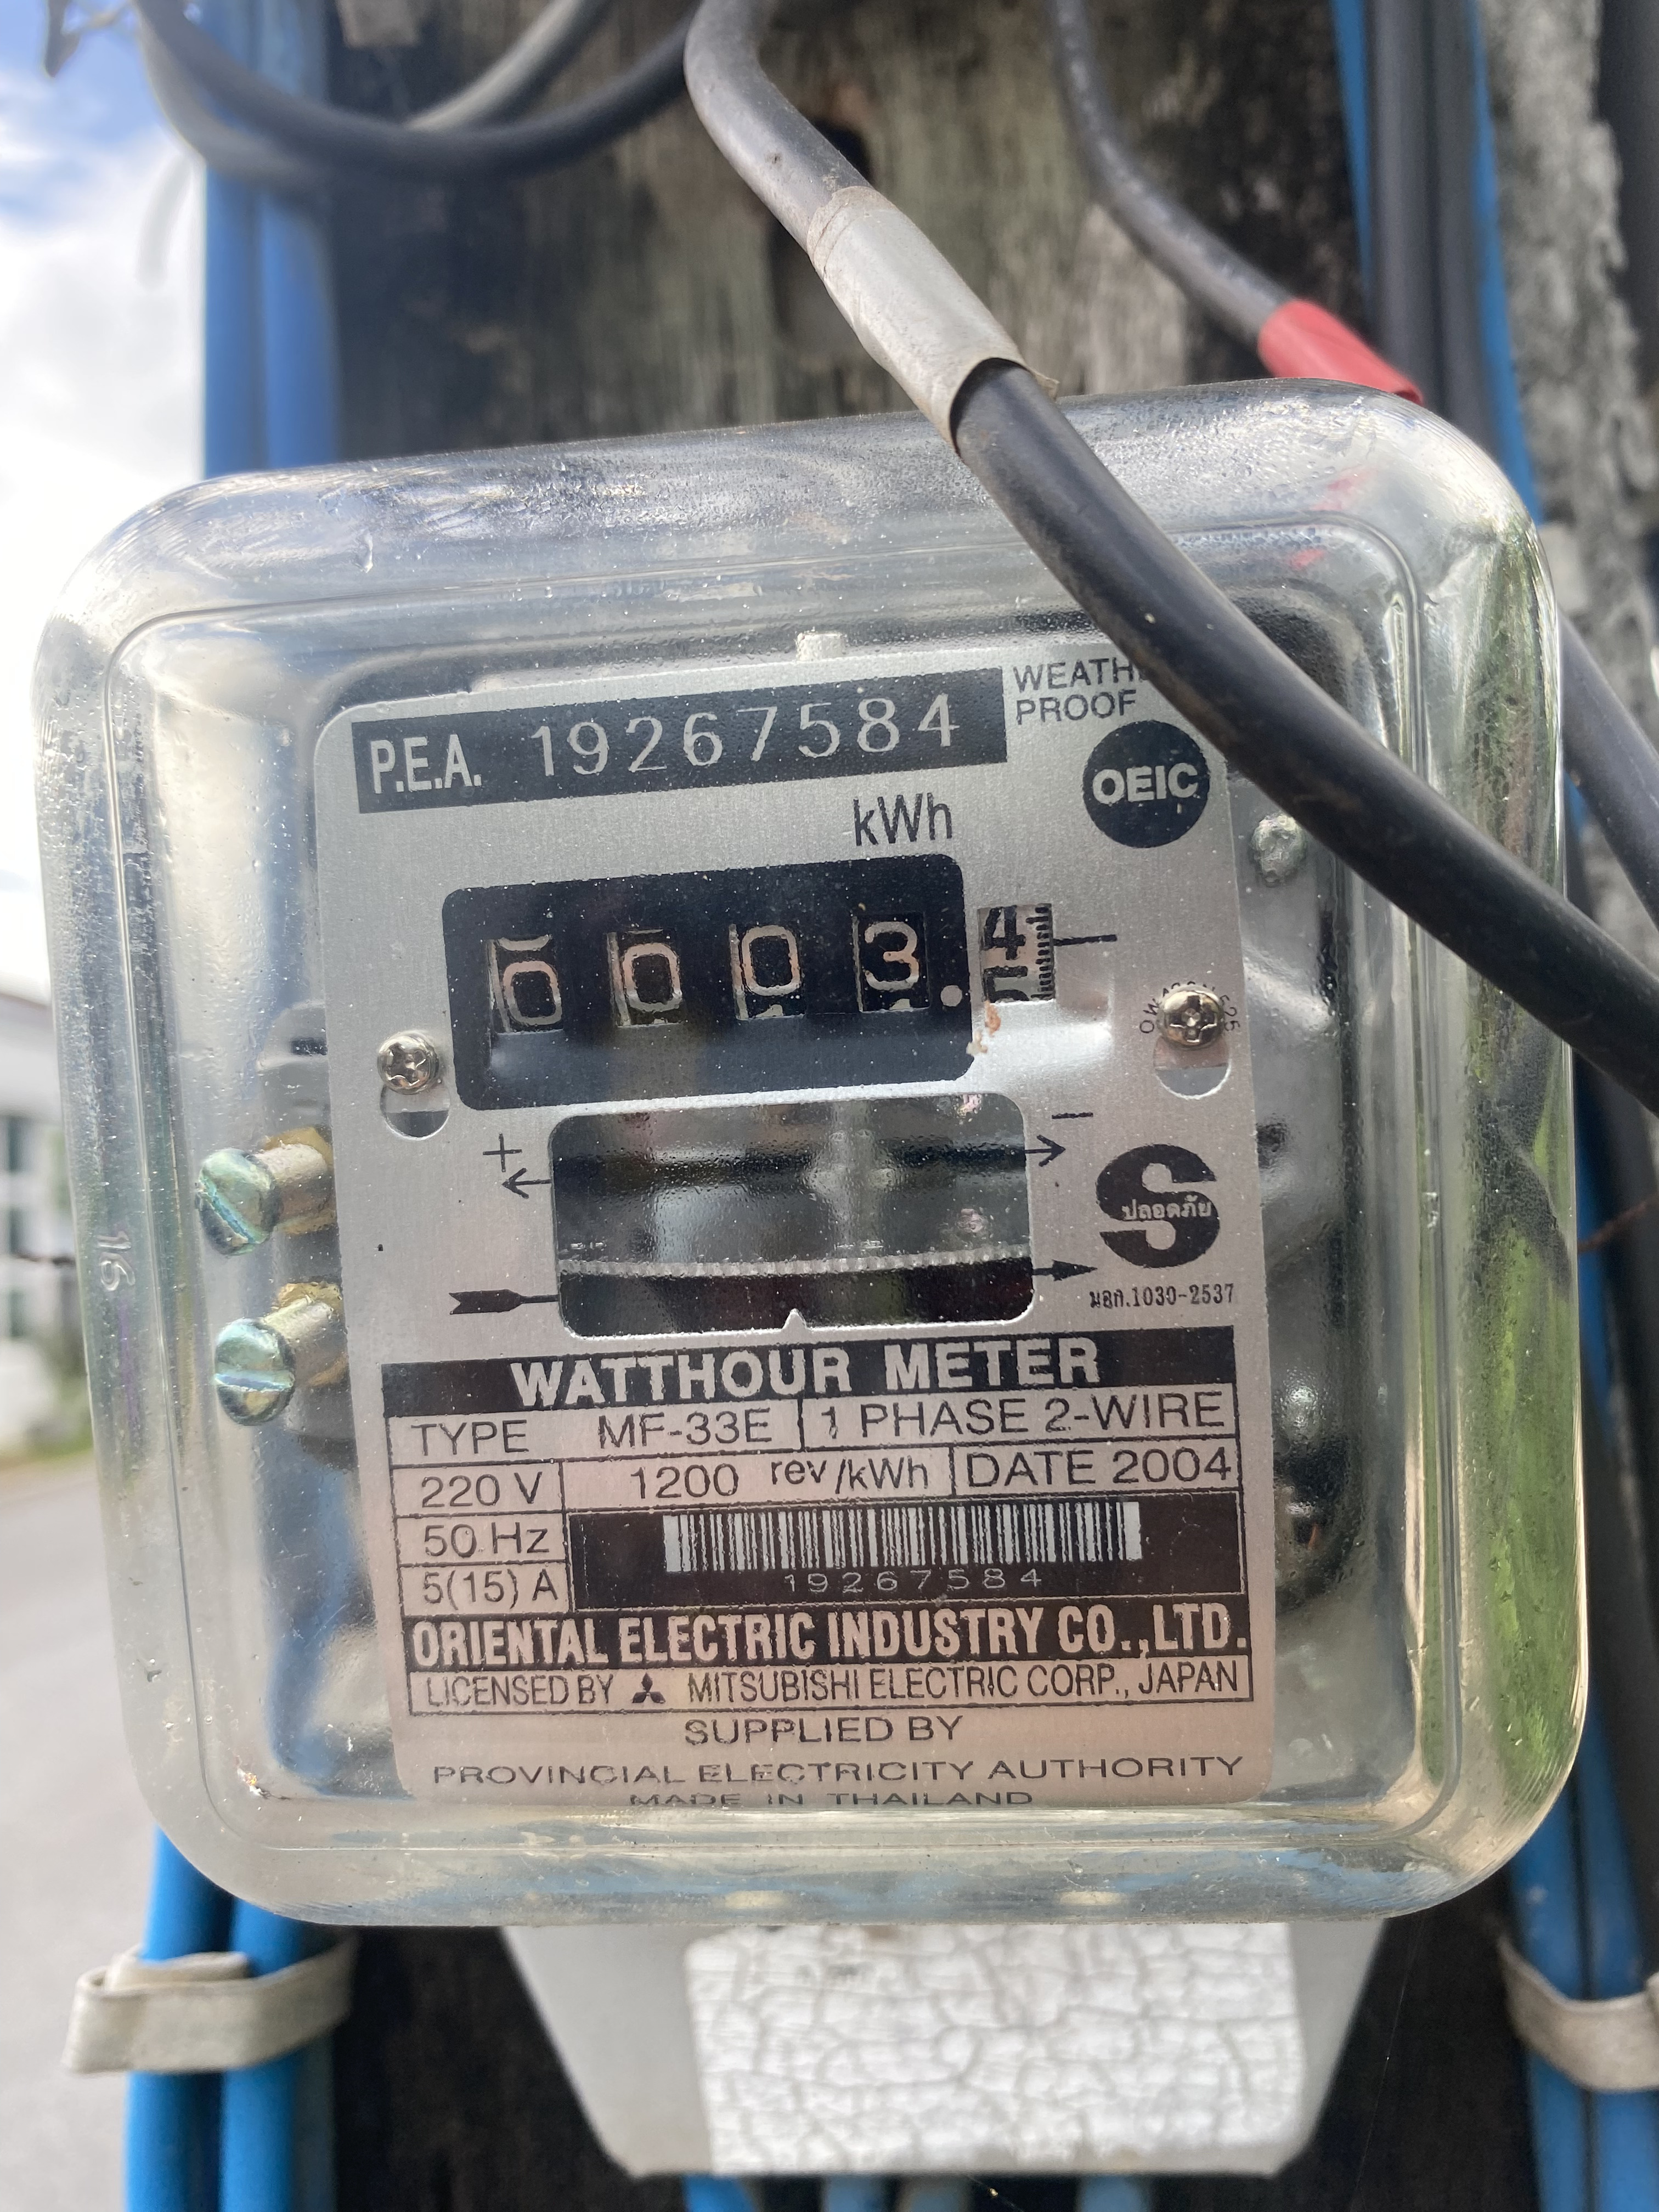 P.E.A. 19267584
PROOF
OEIC
kWh
0003.4
5
+
-
S
ปลอดภัย
มอก.1030-2537
WATTHOUR METER
TYPE MF-33E 1 PHASE 2-WIRE
220 V 1200 rev/kWh DATE 2004
50 Hz
5(15) A
19267584
ORIENTAL ELECTRIC INDUSTRY CO.,LTD.
LICENSED BY MITSUBISHI ELECTRIC CORP., JAPAN
SUPPLIED BY
PROVINCIAL ELECTRICITY AUTHORITY
MADE IN THAILAND
16